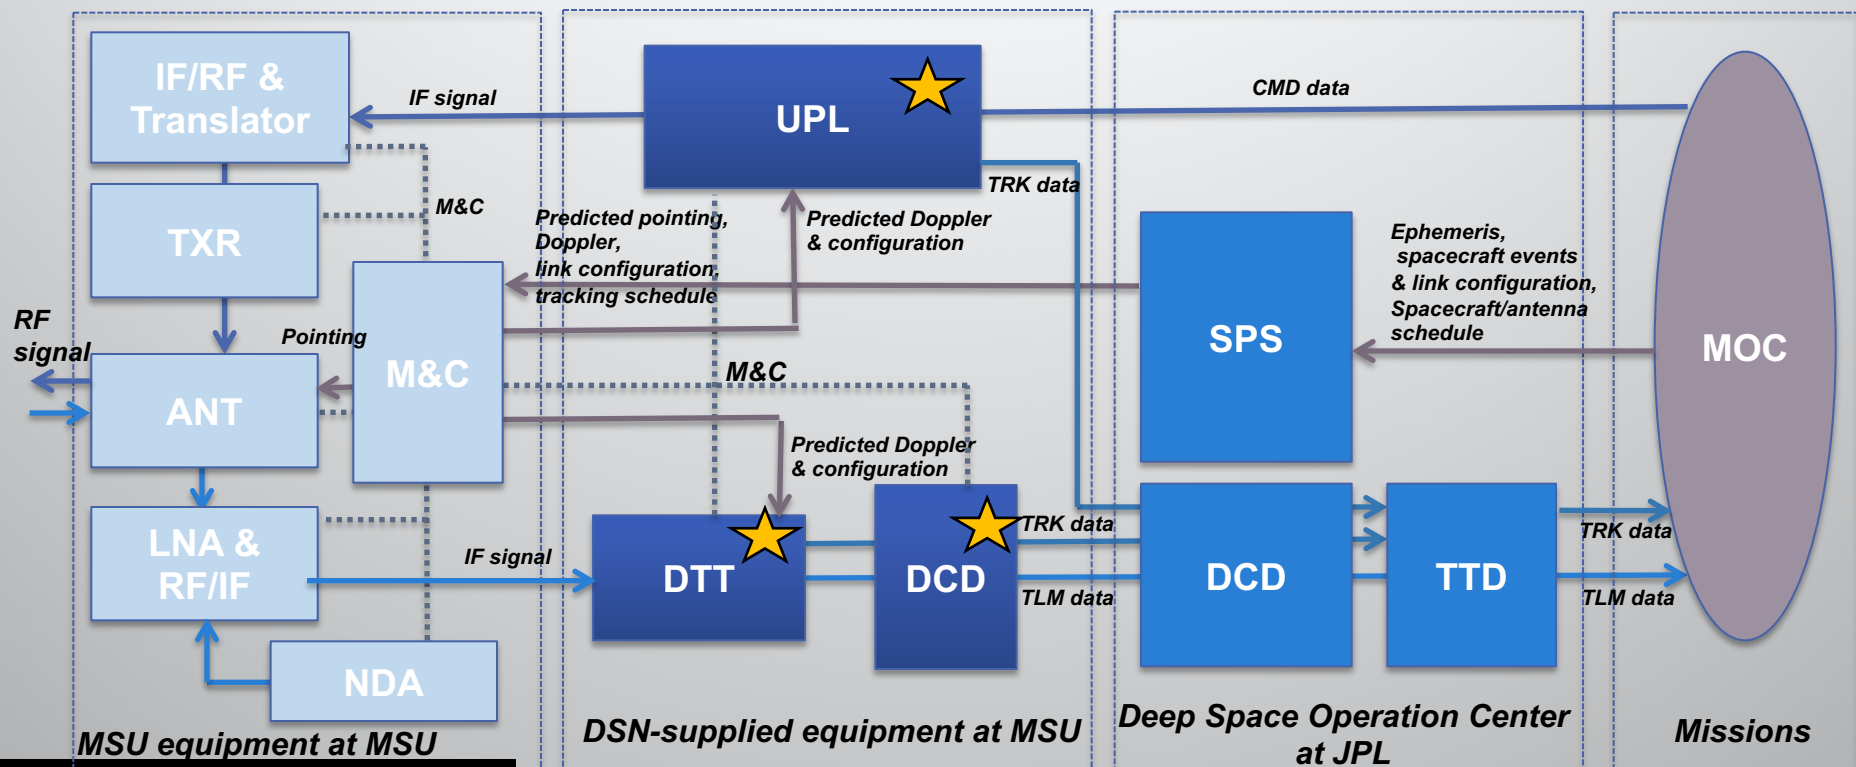 IF/RF &
Translator
IF signal
UPL
CMD data
TRK data
TXR
M&C
Predicted pointing,
Doppler,
link configuration,
tracking schedule
Predicted Doppler
& configuration
Ephemeris,
spacecraft events
& link configuration,
Spacecraft/antenna
schedule
RF
signal
Pointing
M&C
SPS
MOC
ANT
M&C
Predicted Doppler
& configuration
LNA &
RF/IF
IF signal
DTT
DCD
TRK data
TLM data
DCD
TTD
TRK data
TLM data
NDA
MSU equipment at MSU
DSN-supplied equipment at MSU
Deep Space Operation Center
at JPL
Missions